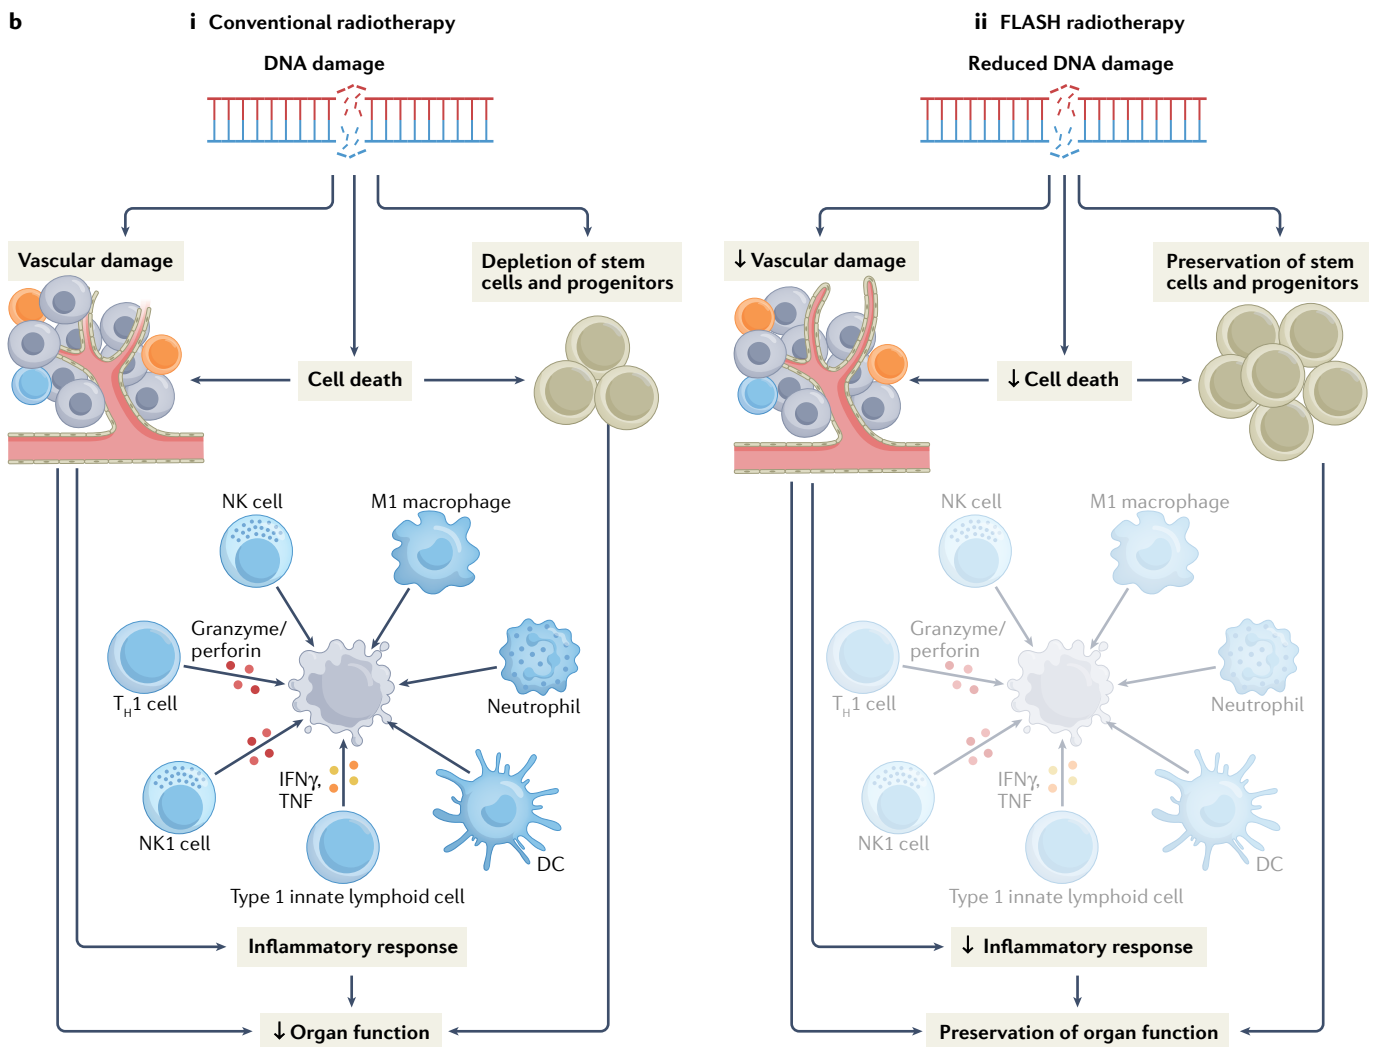 b
i Conventional radiotherapy
DNA damage
Vascular damage
Depletion of stem
cells and progenitors
Cell death
NK cell
M1 macrophage
Granzyme/
perforin
TH1 cell
Neutrophil
IFNγ,
TNF
NK1 cell
DC
Type 1 innate lymphoid cell
Inflammatory response
↓ Organ function
ii FLASH radiotherapy
Reduced DNA damage
↓ Vascular damage
Preservation of stem
cells and progenitors
↓ Cell death
NK cell
M1 macrophage
Granzyme/
perforin
TH1 cell
Neutrophil
IFNγ,
TNF
NK1 cell
DC
Type 1 innate lymphoid cell
↓ Inflammatory response
Preservation of organ function